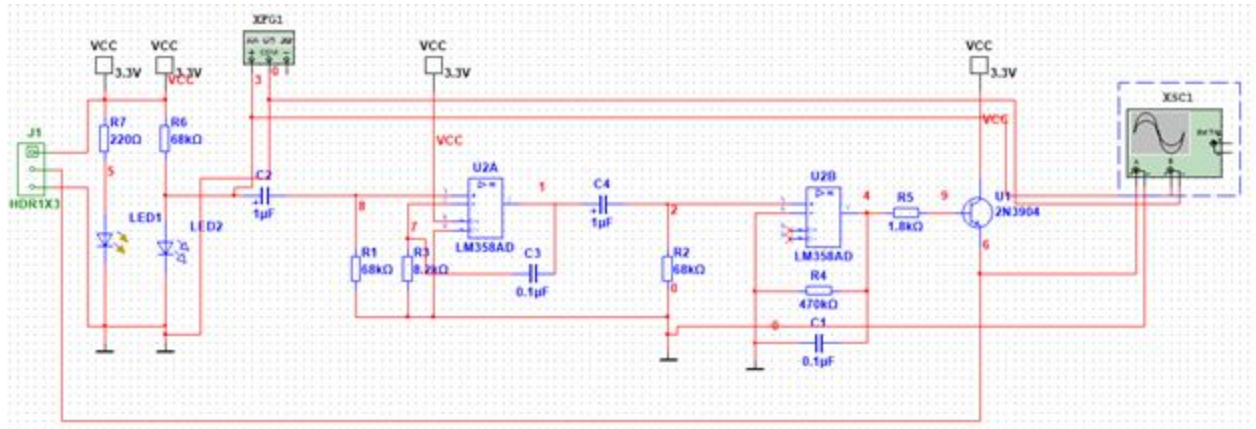 XFG1
COM
VCC
3.3V
VCC
3.3V
VCC
3
0
VCC
3.3V
VCC
3.3V
XSC1
VCC
J1
R7
220Ω
R6
68kΩ
VCC
5
U2A
U2B
HDR1X3
C2
1µF
1
C4
1µF
4
R5
1.8kΩ
9
U1
2N3904
LED1
LED2
8
7
2
LM358AD
LM358AD
6
R1
68kΩ
R3
8.2kΩ
C3
0.1µF
R2
68kΩ
0
R4
470kΩ
0
C1
0.1µF
A
B